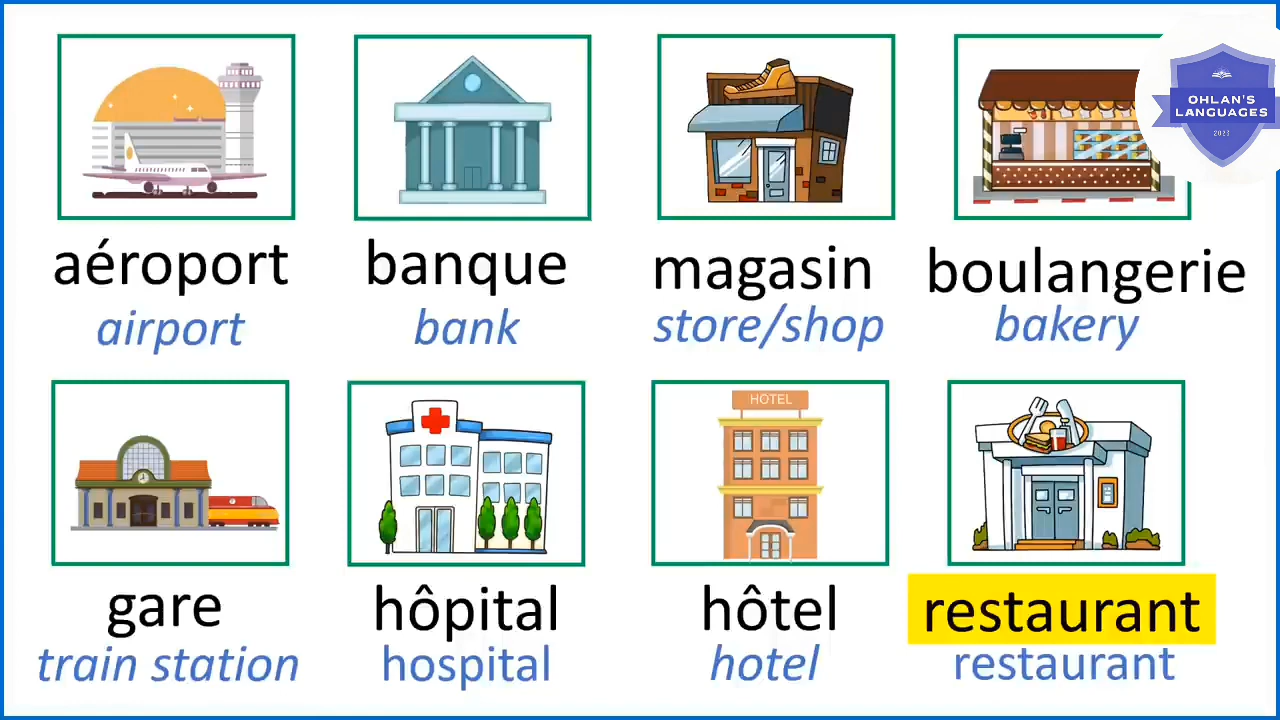 OHLAN'S
LANGUAGES
2023
aéroport
banque
magasin
boulangerie
airport
bank
store/shop
bakery
HOTEL
gare
hôpital
hôtel
restaurant
train station
hospital
hotel
restaurant